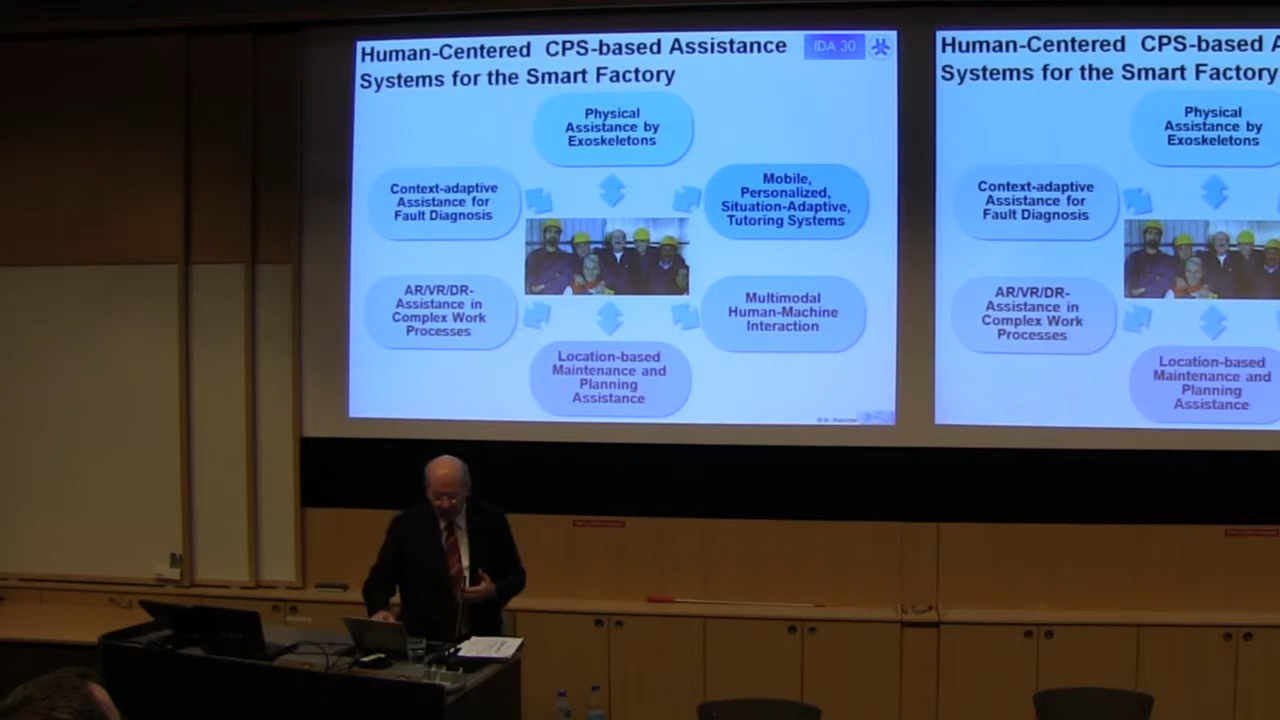 Human-Centered CPS-based Assistance
Systems for the Smart Factory
IDA 30
Physical
Assistance by
Exoskeletons
Context-adaptive
Assistance for
Fault Diagnosis
Mobile,
Personalized,
Situation-Adaptive,
Tutoring Systems
AR/VR/DR-
Assistance in
Complex Work
Processes
Multimodal
Human-Machine
Interaction
Location-based
Maintenance and
Planning
Assistance
Human-Centered CPS-based
Systems for the Smart Factory
Physical
Assistance by
Exoskeletons
Context-adaptive
Assistance for
Fault Diagnosis
AR/VR/DR-
Assistance in
Complex Work
Processes
Location-based
Maintenance and
Planning
Assistance